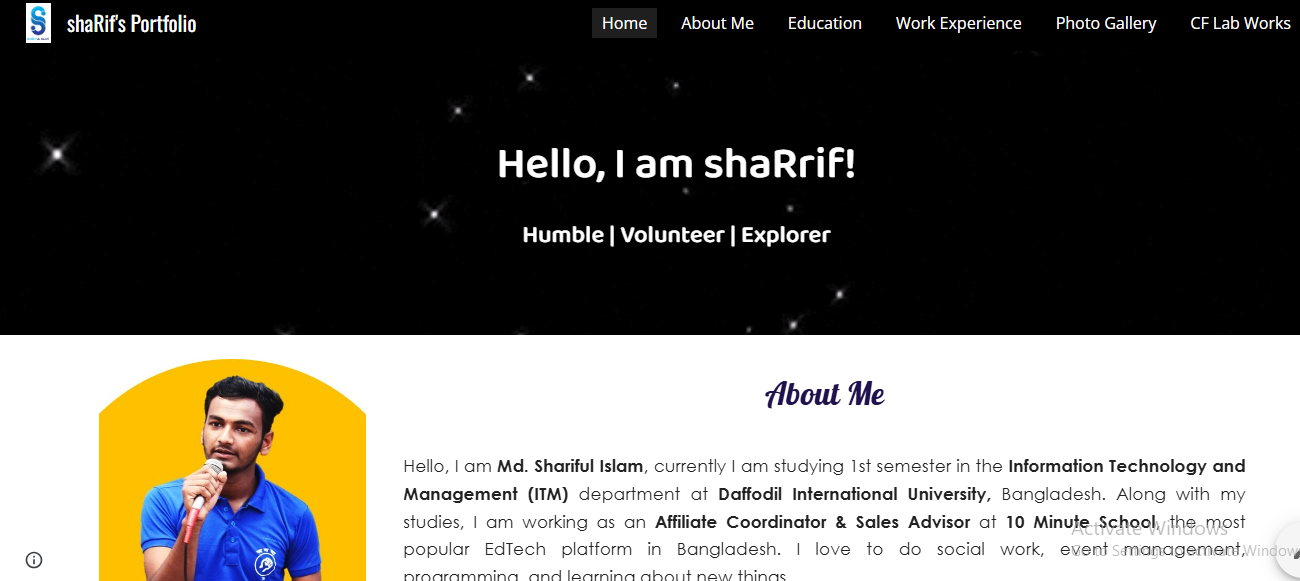 shaRif's Portfolio
Home About Me Education Work Experience Photo Gallery CF Lab Works
Hello, I am shaRrif!
Humble | Volunteer | Explorer
About Me
Hello, I am Md. Shariful Islam, currently I am studying 1st semester in the Information Technology and
Management (ITM) department at Daffodil International University, Bangladesh. Along with my
studies, I am working as an Affiliate Coordinator & Sales Advisor at 10 Minute School, the most
popular EdTech platform in Bangladesh. I love to do social work, event management,
programming, and learning about new things.
Activate Windows
Go to Settings to activate Window